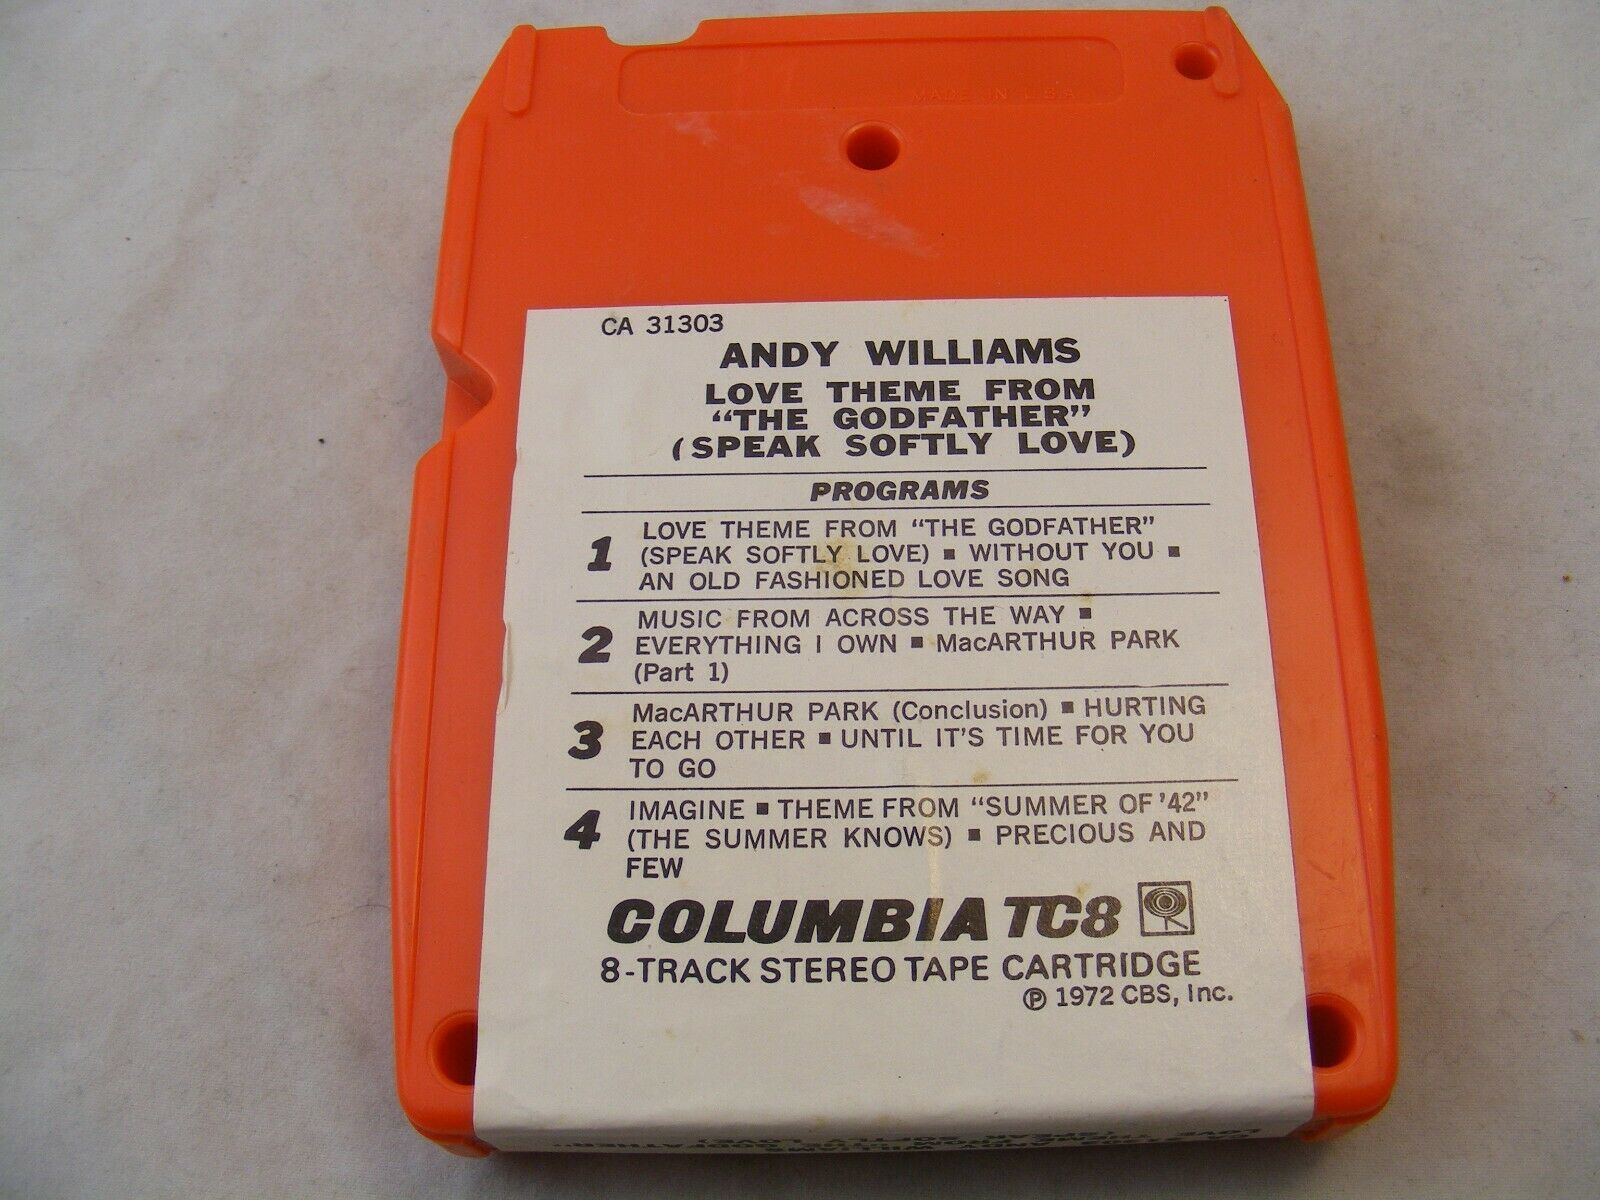 MADE IN U.S.A.
CA 31303
ANDY WILLIAMS
LOVE THEME FROM
“THE GODFATHER”
(SPEAK SOFTLY LOVE)
PROGRAMS
1 LOVE THEME FROM “THE GODFATHER”
(SPEAK SOFTLY LOVE) ▪ WITHOUT YOU ▪
AN OLD FASHIONED LOVE SONG
2 MUSIC FROM ACROSS THE WAY ▪
EVERYTHING I OWN ▪ MacARTHUR PARK
(Part 1)
3 MacARTHUR PARK (Conclusion) ▪ HURTING
EACH OTHER ▪ UNTIL IT'S TIME FOR YOU
TO GO
4 IMAGINE ▪ THEME FROM “SUMMER OF '42”
(THE SUMMER KNOWS) ▪ PRECIOUS AND
FEW
COLUMBIA TC8
8-TRACK STEREO TAPE CARTRIDGE
℗ 1972 CBS, Inc.